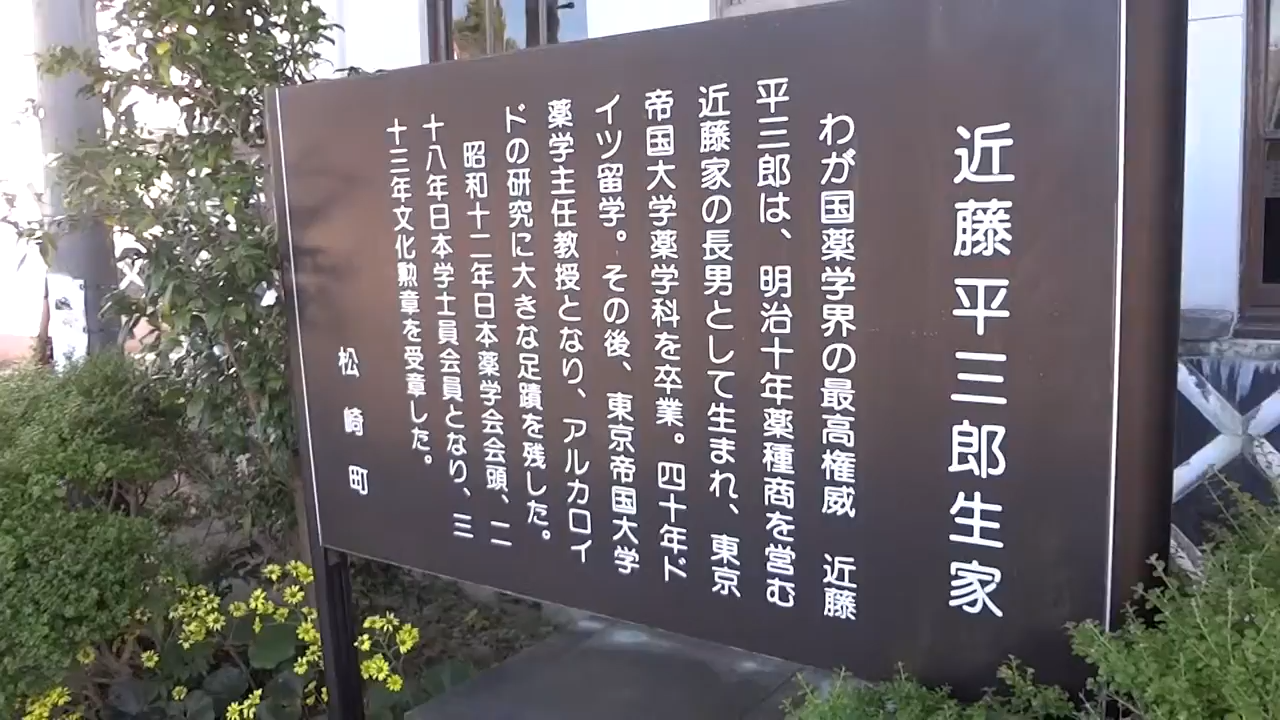 近藤平三郎生家
わが国薬学界の最高権威　近藤
平三郎は、明治十年薬種商を営む
近藤家の長男として生まれ、東京
帝国大学薬学科を卒業。四十年ド
イツ留学。その後、東京帝国大学
薬学主任教授となり、アルカロイ
ドの研究に大きな足蹟を残した。
昭和十二年日本薬学会会頭、二
十八年日本学士員会員となり、三
十三年文化勲章を受章した。
松崎町